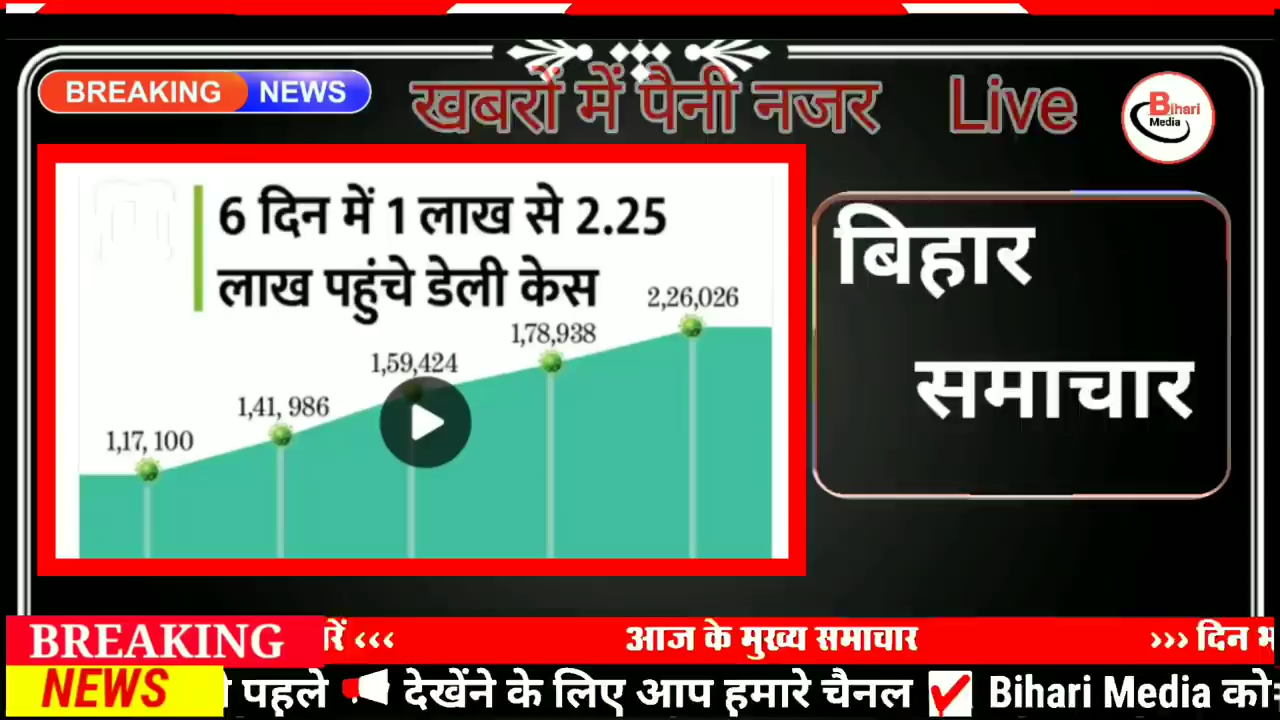 BREAKING NEWS
खबरों में पैनी नजर Live
Bihari Media
6 दिन में 1 लाख से 2.25
लाख पहुंचे डेली केस
1,17, 100
1,41, 986
1,59,424
1,78,938
2,26,026
बिहार
समाचार
BREAKING
NEWS
‹‹‹ आज के मुख्य समाचार ››› दिन
पहले 📢 देखेंने के लिए आप हमारे चैनल ✔ Bihari Media को